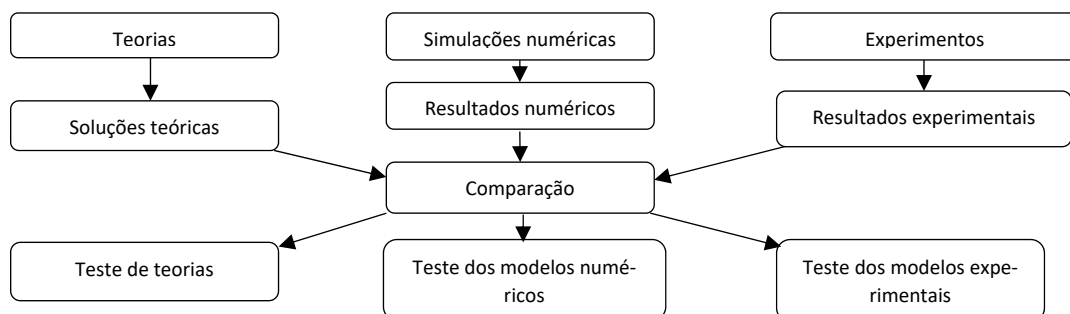 Teorias
Simulações numéricas
Experimentos
Soluções teóricas
Resultados numéricos
Resultados experimentais
Comparação
Teste de teorias
Teste dos modelos numé-
ricos
Teste dos modelos expe-
rimentais